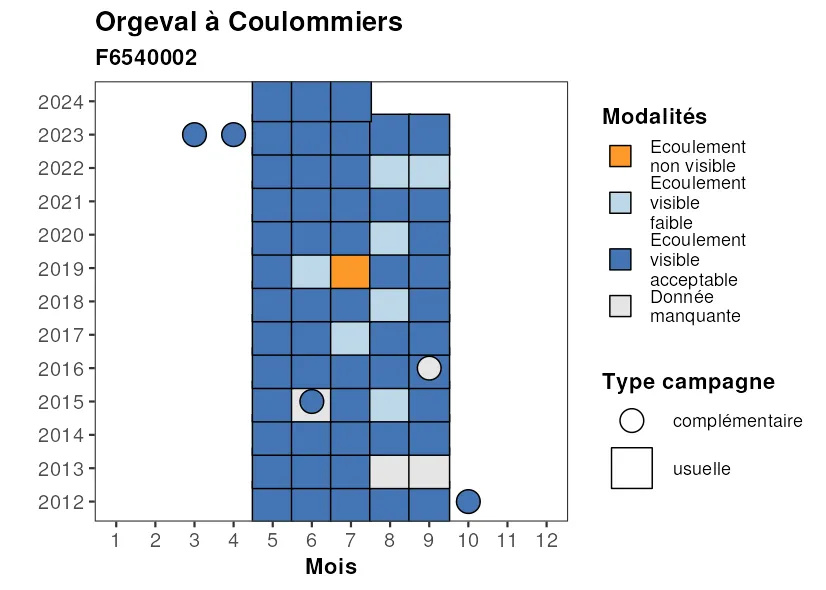 Orgeval à Coulommiers
F6540002
2024
2023
2022
2021
2020
2019
2018
2017
2016
2015
2014
2013
2012
1 2 3 4 5 6 7 8 9 10 11 12
Mois
Modalités
Ecoulement
non visible
Ecoulement
visible
faible
Ecoulement
visible
acceptable
Donnée
manquante
Type campagne
complémentaire
usuelle